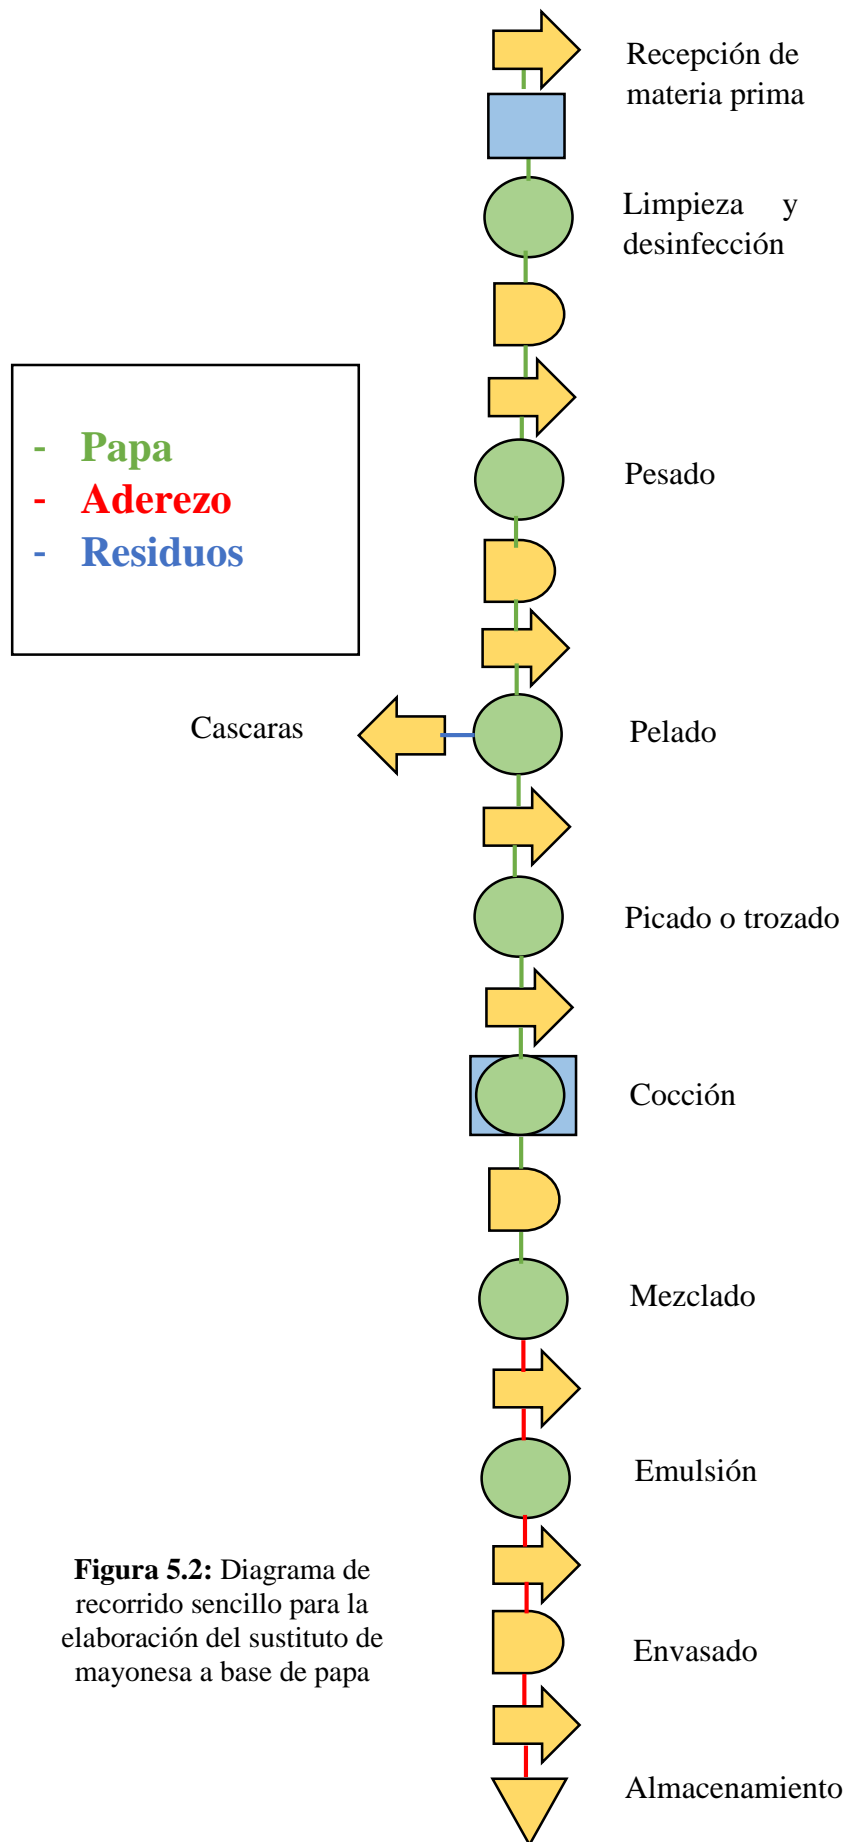 Recepción de
materia prima
Limpieza y
desinfección
- Papa
- Aderezo
- Residuos
Pesado
Cascaras
Pelado
Picado o trozado
Cocción
Mezclado
Emulsión
Figura 5.2: Diagrama de
recorrido sencillo para la
elaboración del sustituto de
mayonesa a base de papa
Envasado
Almacenamiento